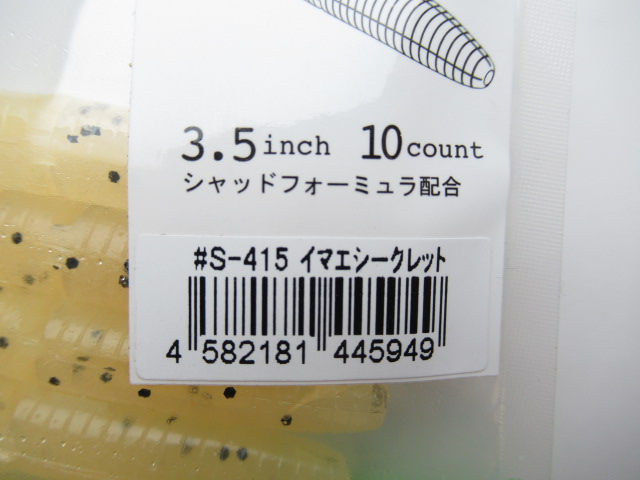 3.5inch 10count
シャッドフォーミュラ配合
#S-415 イマエシークレット
4 582181 445949